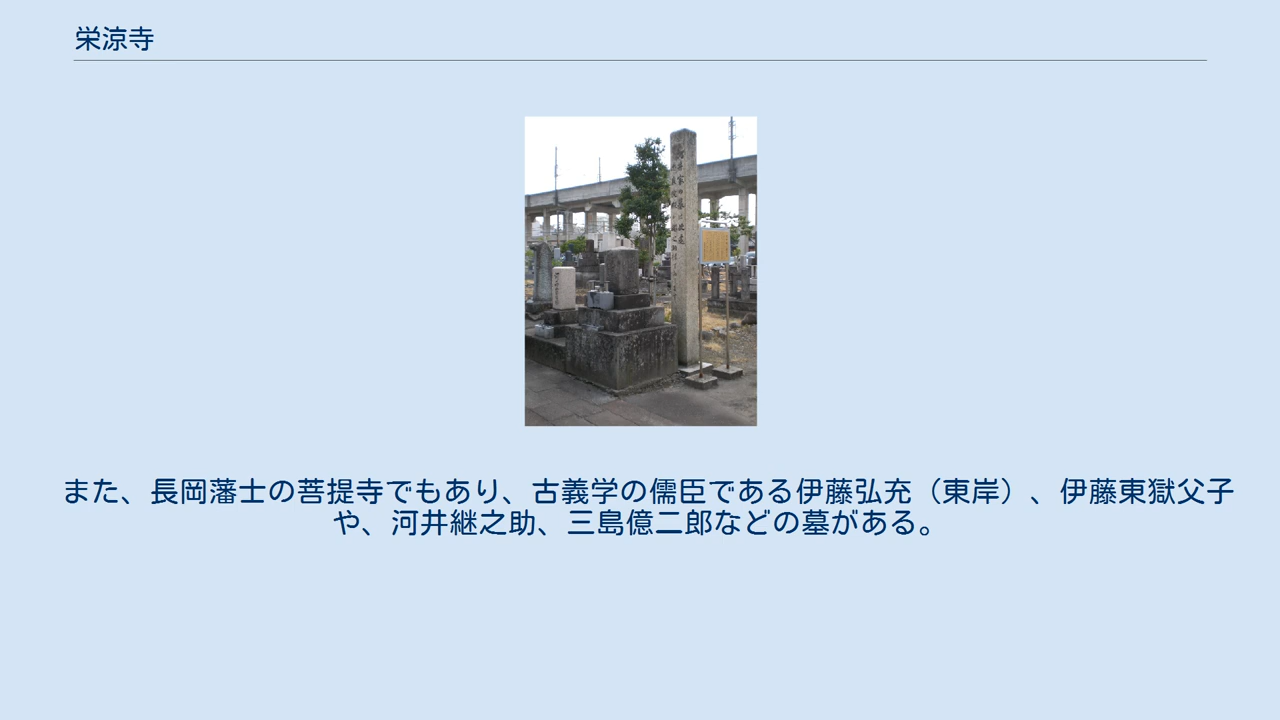 栄涼寺
また、長岡藩士の菩提寺でもあり、古義学の儒臣である伊藤弘充（東岸）、伊藤東獄父子
や、河井継之助、三島億二郎などの墓がある。